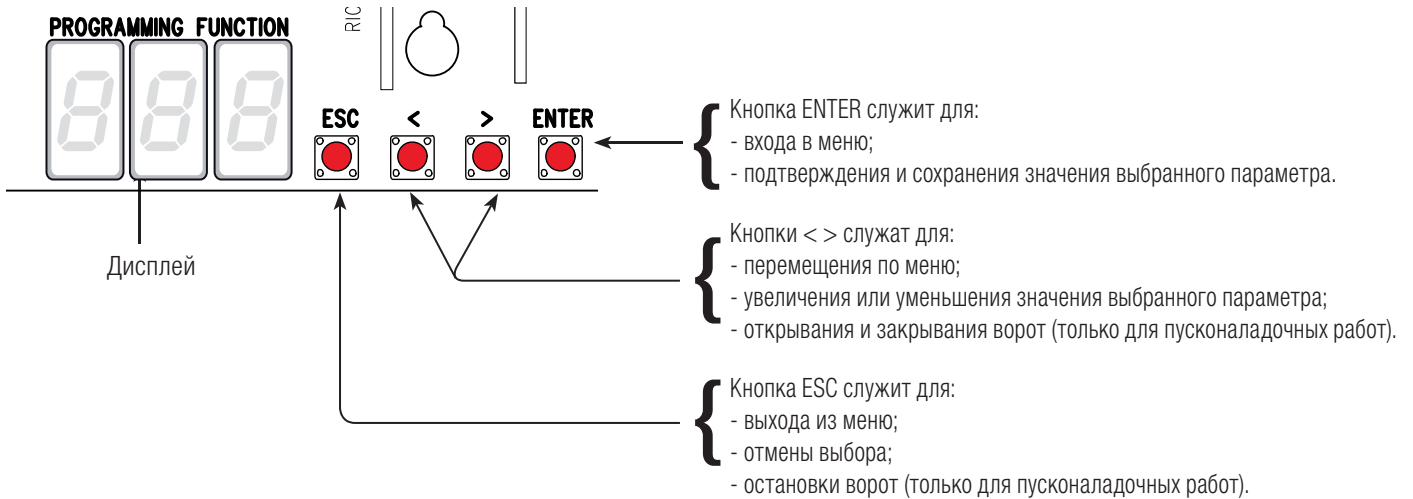 PROGRAMMING FUNCTION
RIC
ESC < > ENTER
Дисплей
Кнопка ENTER служит для:
- входа в меню;
- подтверждения и сохранения значения выбранного параметра.
Кнопки < > служат для:
- перемещения по меню;
- увеличения или уменьшения значения выбранного параметра;
- открывания и закрывания ворот (только для пусконаладочных работ).
Кнопка ESC служит для:
- выхода из меню;
- отмены выбора;
- остановки ворот (только для пусконаладочных работ).